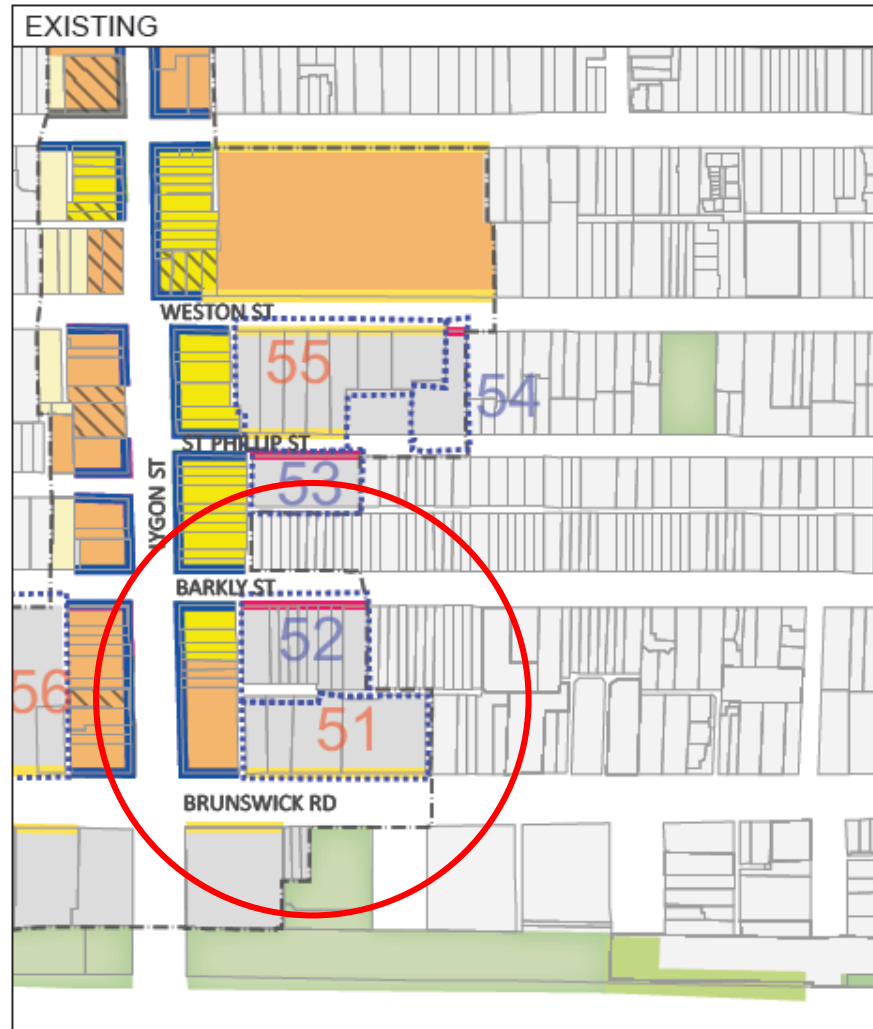 EXISTING
WESTON ST
55
54
ST PHILLIP ST
53
LYGON ST
BARKLY ST
52
56
51
BRUNSWICK RD